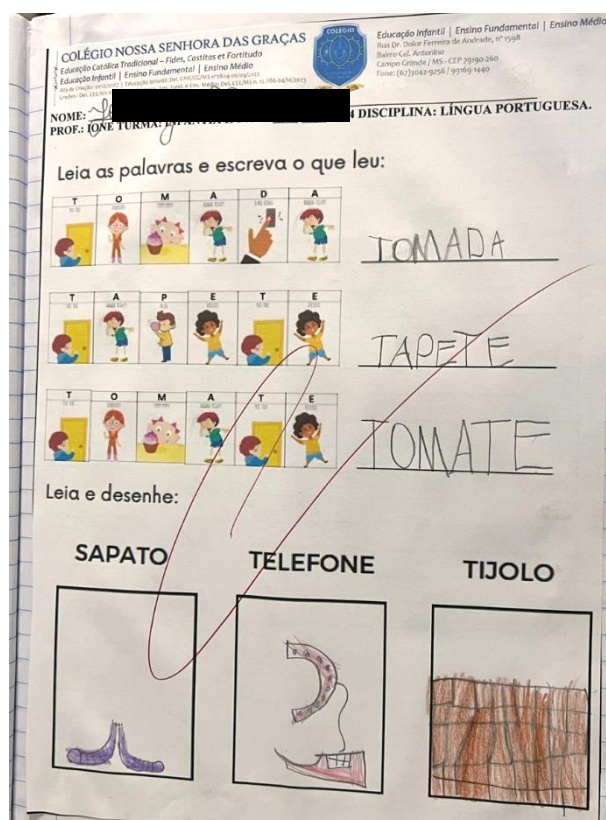 COLÉGIO NOSSA SENHORA DAS GRAÇAS
Educação Católica Tradicional – Fides, Castitas et Fortitudo
Educação Infantil | Ensino Fundamental | Ensino Médio
COLÉGIO
Educação Infantil | Ensino Fundamental | Ensino Médio
Rua Dr. Dolor Ferreira de Andrade, nº 1598
Bairro Cel. Antonino
Campo Grande / MS - CEP 79190-260
Fone: (67)3042-9256 / 99169-1440
NOME:
PROF.: IONE TURMA: 4 DISCIPLINA: LÍNGUA PORTUGUESA.
Leia as palavras e escreva o que leu:
T O M A D A
TOMADA
T A P E T E
TAPETE
T O M A T E
TOMATE
Leia e desenhe:
SAPATO TELEFONE TIJOLO